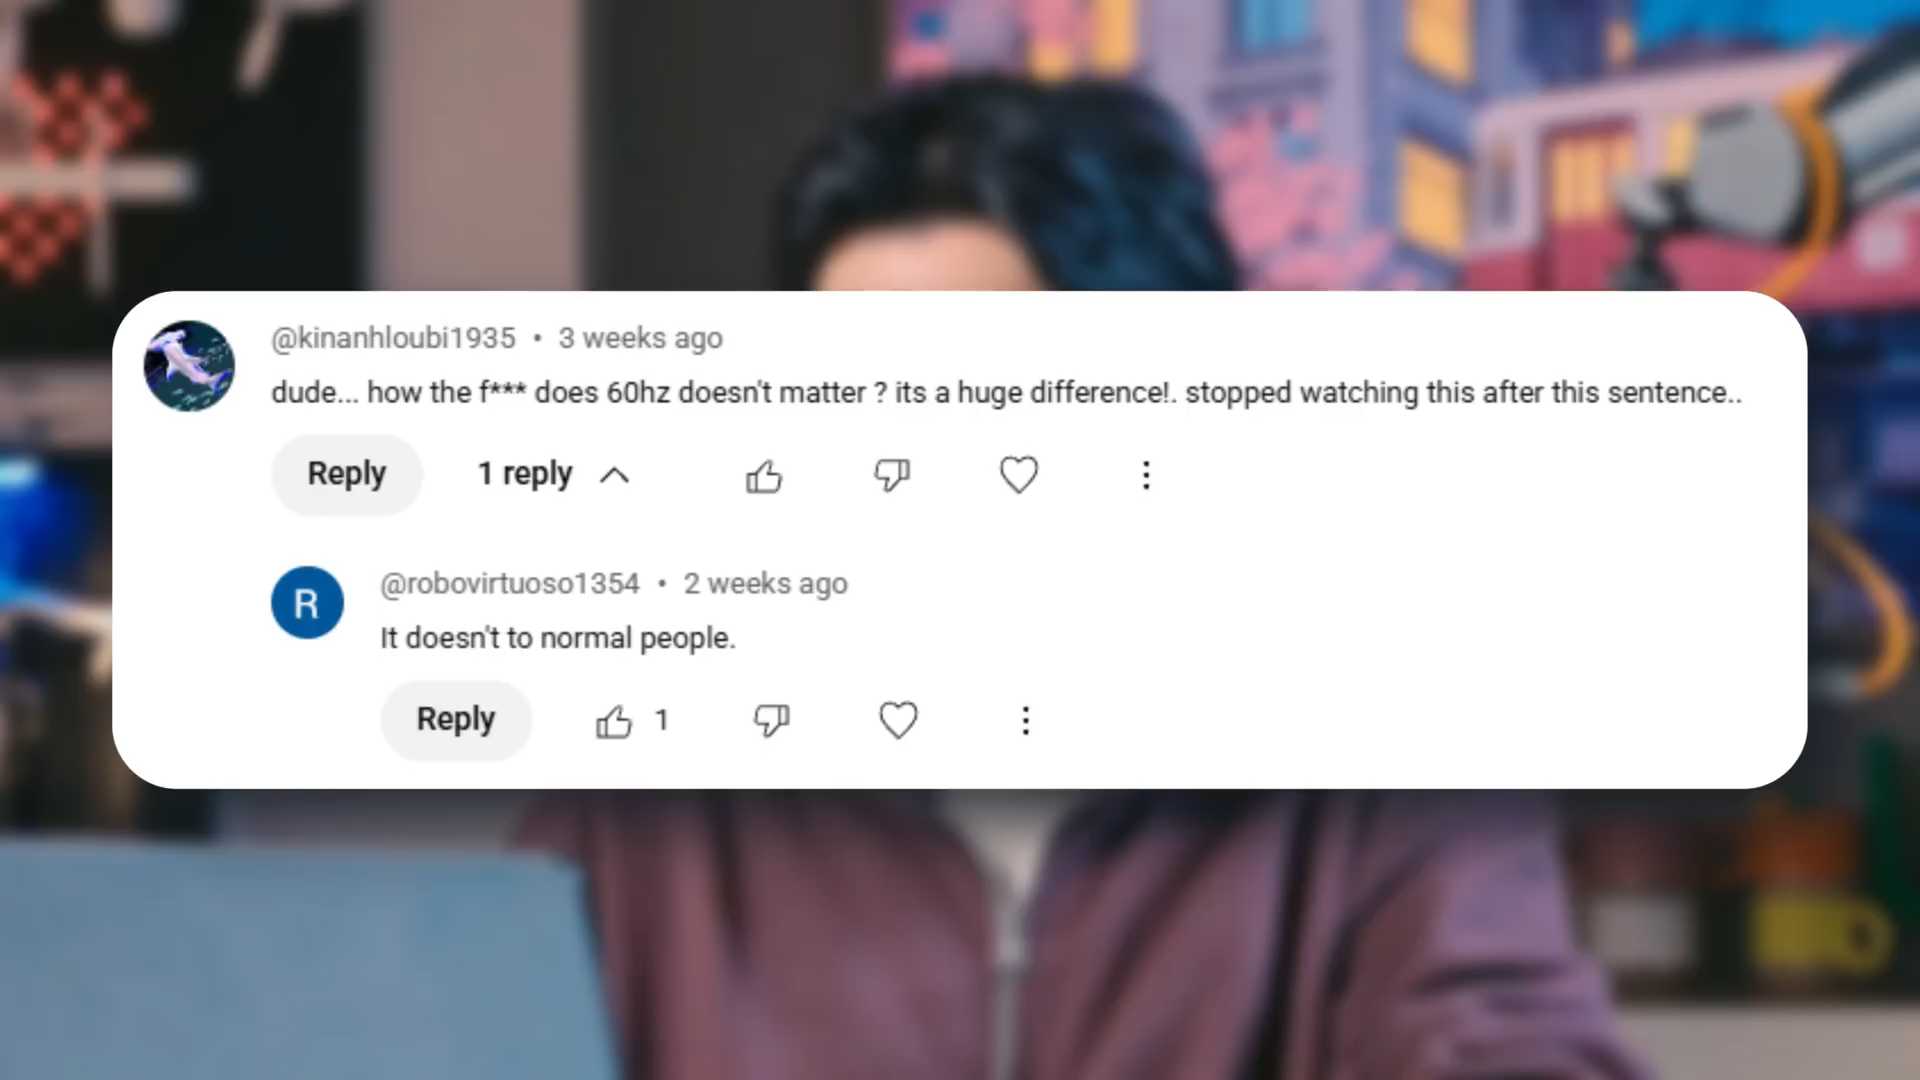 @kinanhloubi1935 • 3 weeks ago
dude... how the f*** does 60hz doesn't matter ? its a huge difference!. stopped watching this after this sentence..
Reply 1 reply
R
@robovirtuoso1354 • 2 weeks ago
It doesn't to normal people.
Reply 1